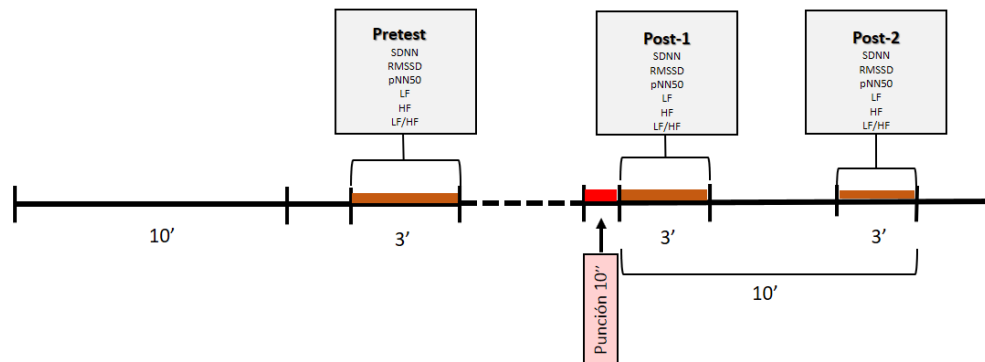 Pretest
SDNN
RMSSD
pNN50
LF
HF
LF/HF
Post-1
SDNN
RMSSD
pNN50
LF
HF
LF/HF
Post-2
SDNN
RMSSD
pNN50
LF
HF
LF/HF
10’
3’
3’
3’
Punción 10’’
10’